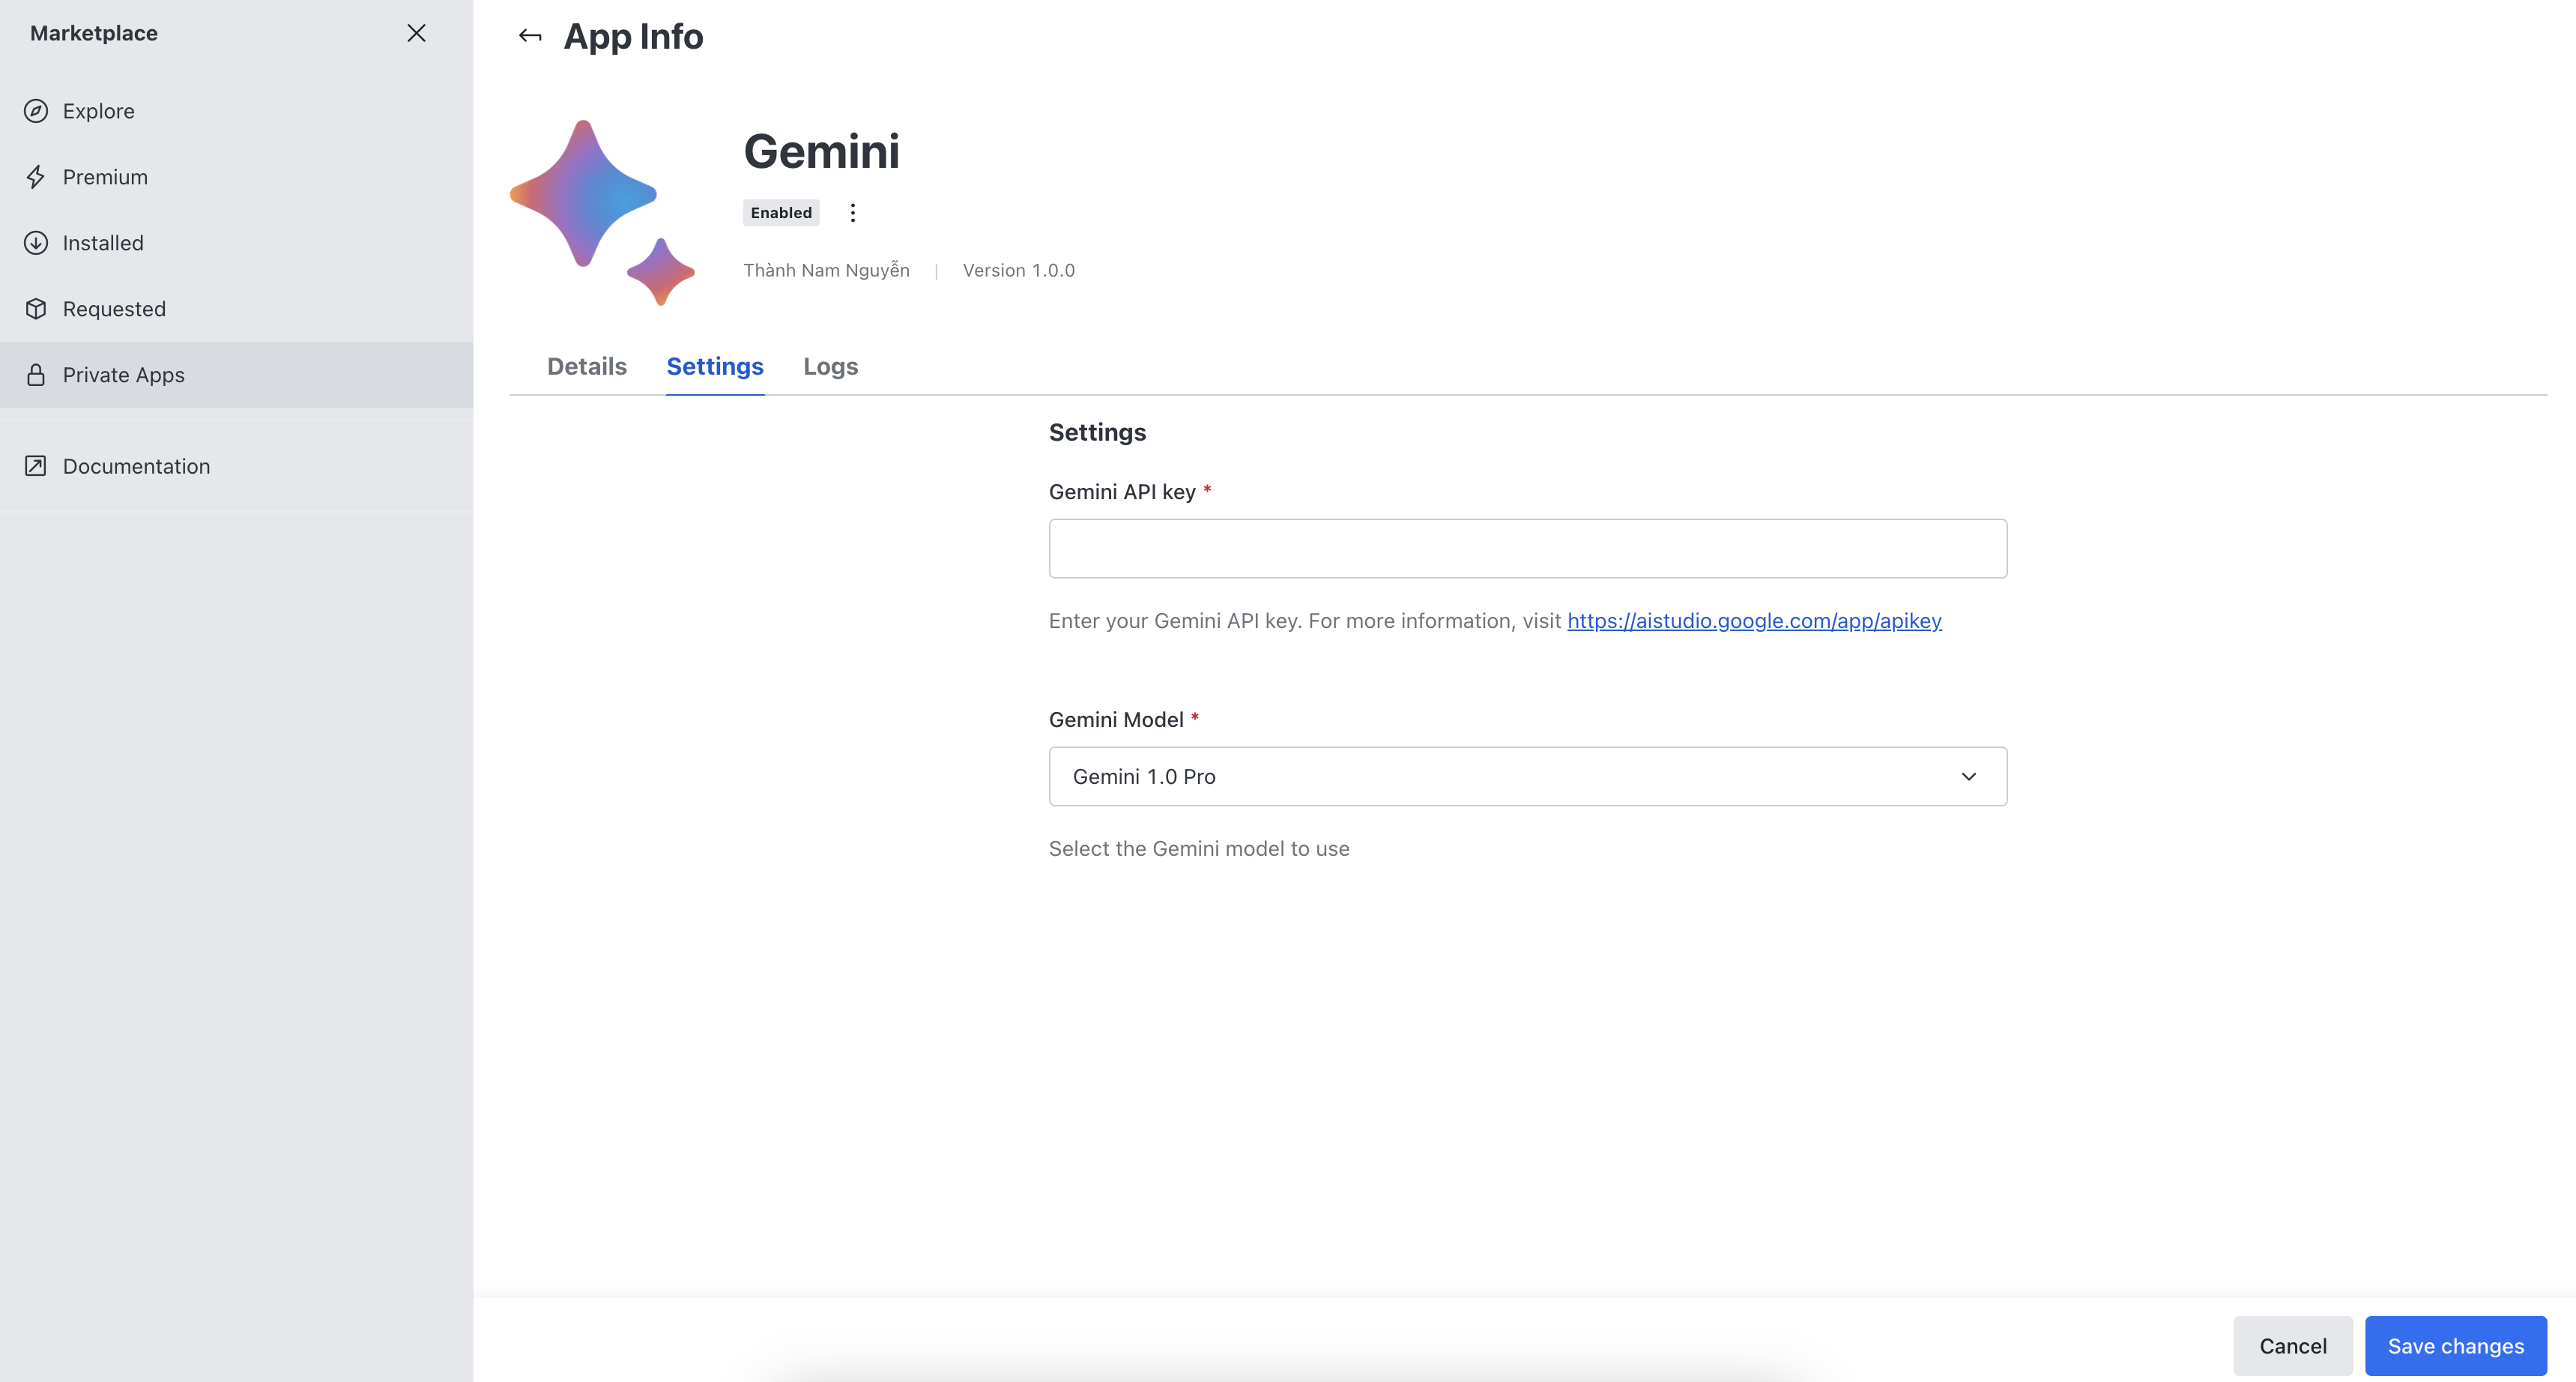 Marketplace
Explore
Premium
Installed
Requested
Private Apps
Documentation
App Info
Gemini
Enabled
Thành Nam Nguyễn | Version 1.0.0
Details Settings Logs
Settings
Gemini API key *
Enter your Gemini API key. For more information, visit https://aistudio.google.com/app/apikey
Gemini Model *
Gemini 1.0 Pro
Select the Gemini model to use
Cancel Save changes